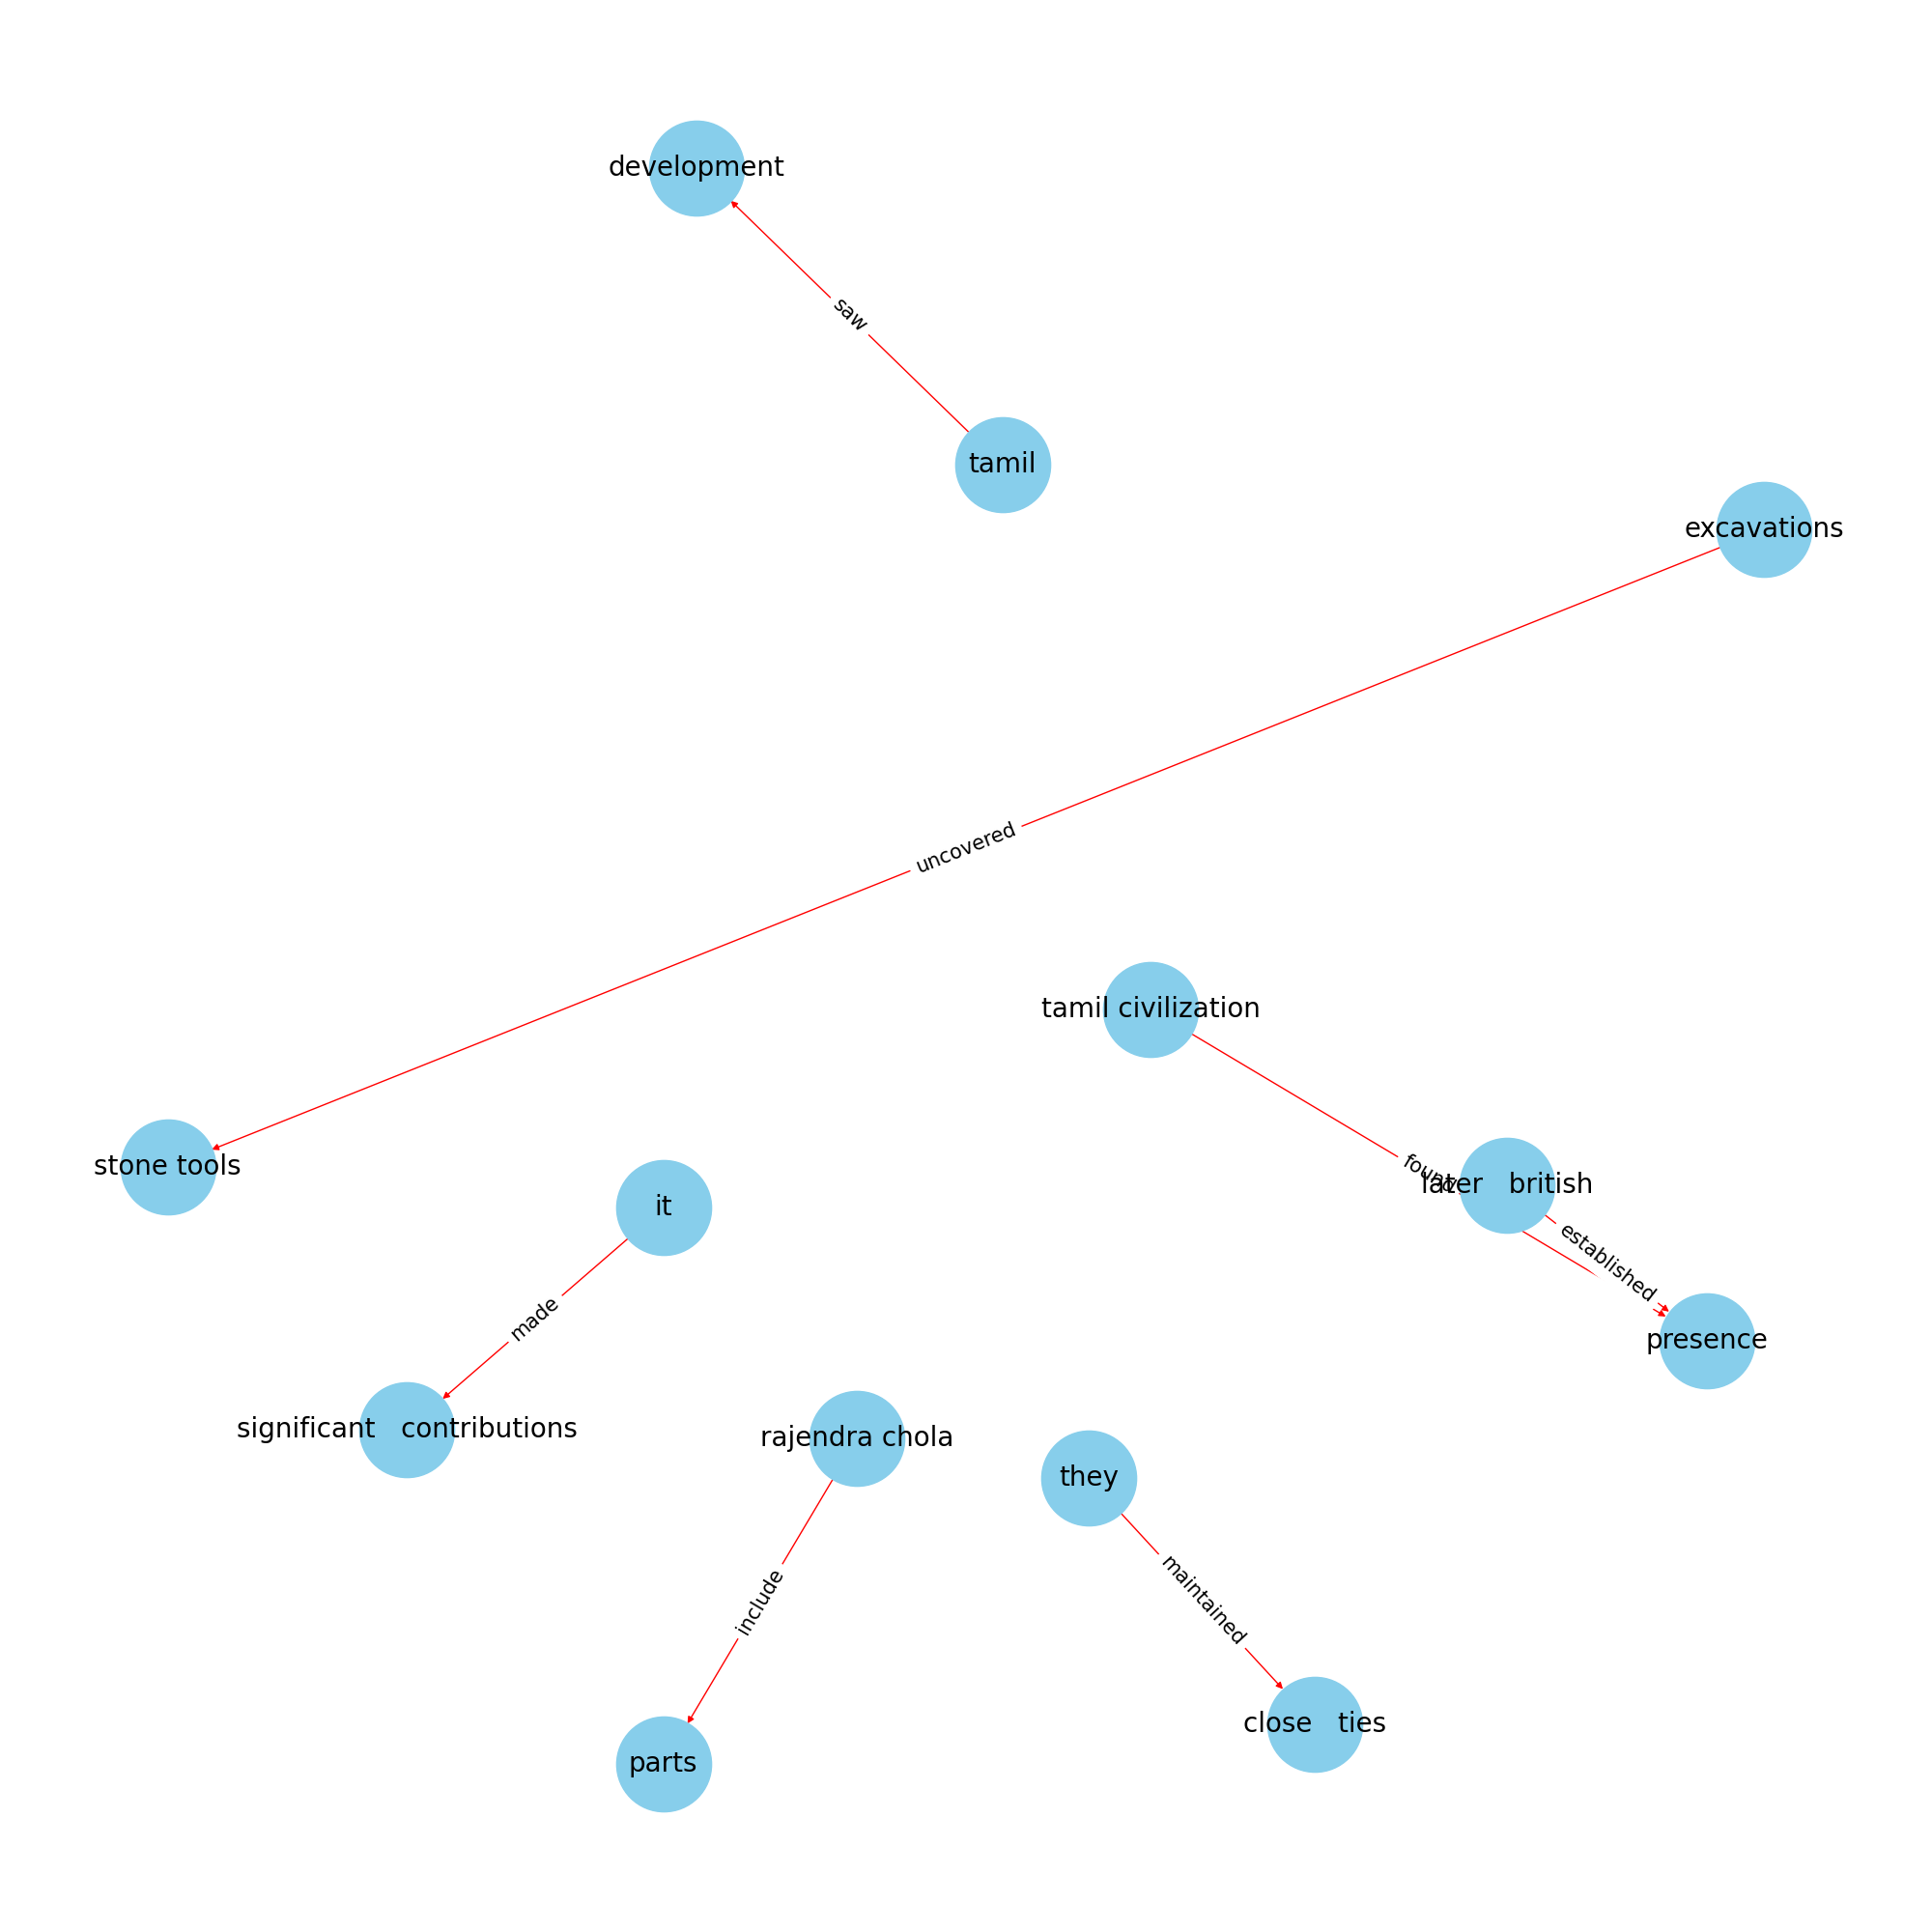 development
saw
tamil
excavations
uncovered
tamil civilization
stone tools
later   british
it
established
made
presence
significant   contributions
rajendra chola
they
include
maintained
close   ties
parts